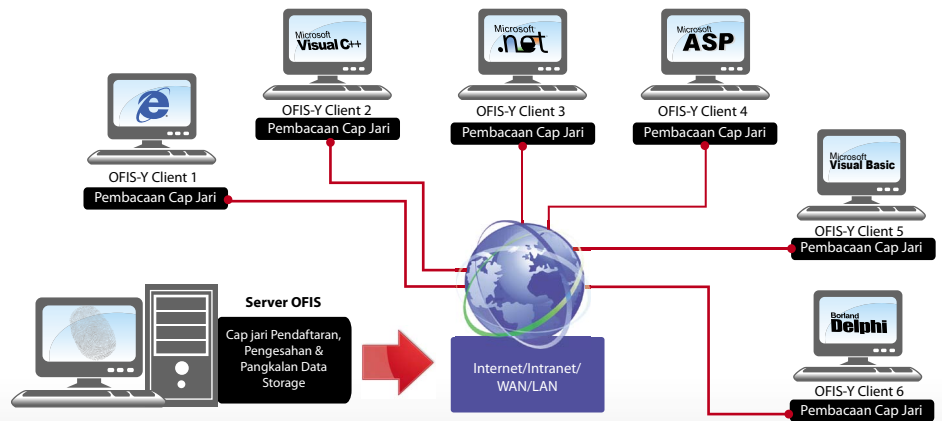 Microsoft
Visual C++
OFIS-Y Client 2
Pembacaan Cap Jari
Microsoft
.net
OFIS-Y Client 3
Pembacaan Cap Jari
Microsoft
ASP
OFIS-Y Client 4
Pembacaan Cap Jari
e
OFIS-Y Client 1
Pembacaan Cap Jari
Microsoft
Visual Basic
OFIS-Y Client 5
Pembacaan Cap Jari
Server OFIS
Cap jari Pendaftaran,
Pengesahan &
Pangkalan Data
Storage
Internet/Intranet/
WAN/LAN
Borland
Delphi
OFIS-Y Client 6
Pembacaan Cap Jari